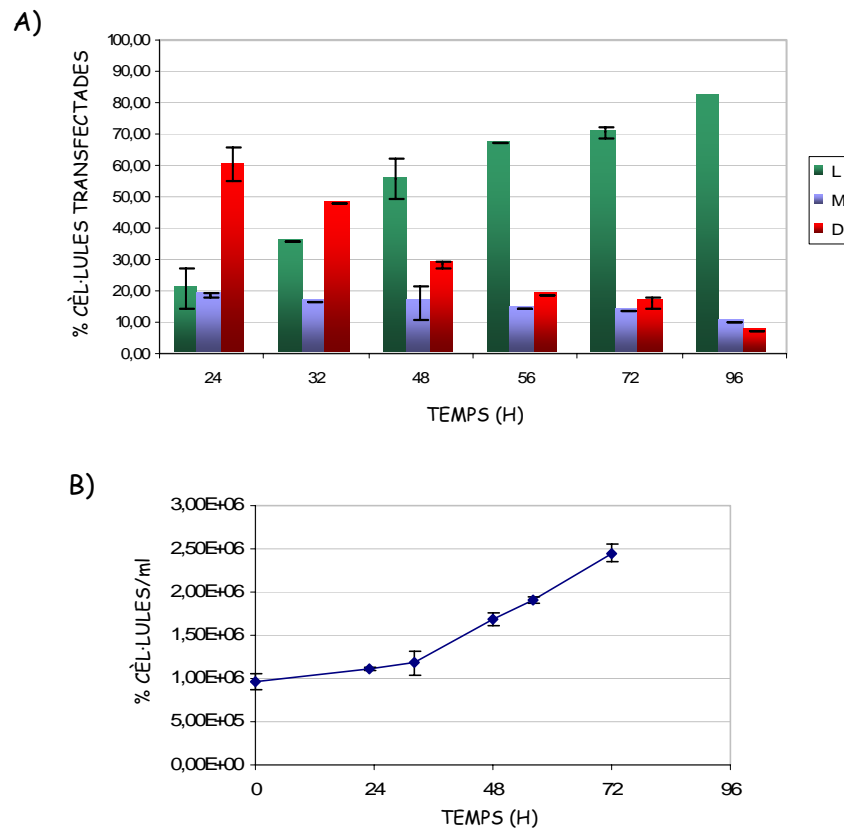 A)
% CÈL·LULES TRANSFECTADES
100,00
90,00
80,00
70,00
60,00
50,00
40,00
30,00
20,00
10,00
0,00
24 32 48 56 72 96
TEMPS (H)
L
M
D
B)
% CÈL·LULES/ml
3,00E+06
2,50E+06
2,00E+06
1,50E+06
1,00E+06
5,00E+05
0,00E+00
0 24 48 72 96
TEMPS (H)